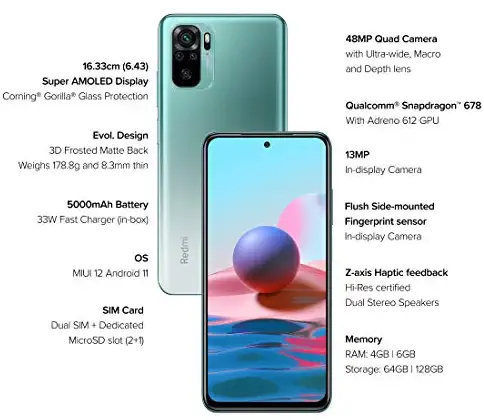 16.33cm (6.43)
Super AMOLED Display
Corning® Gorilla® Glass Protection
Evol. Design
3D Frosted Matte Back
Weighs 178.8g and 8.3mm thin
5000mAh Battery
33W Fast Charger (in-box)
OS
MIUI 12 Android 11
SIM Card
Dual SIM + Dedicated
MicroSD slot (2+1)
Redmi
48MP Quad Camera
with Ultra-wide, Macro
and Depth lens
Qualcomm® Snapdragon™ 678
With Adreno 612 GPU
13MP
In-display Camera
Flush Side-mounted
Fingerprint sensor
In-display Camera
Z-axis Haptic feedback
Hi-Res certified
Dual Stereo Speakers
Memory
RAM: 4GB | 6GB
Storage: 64GB | 128GB